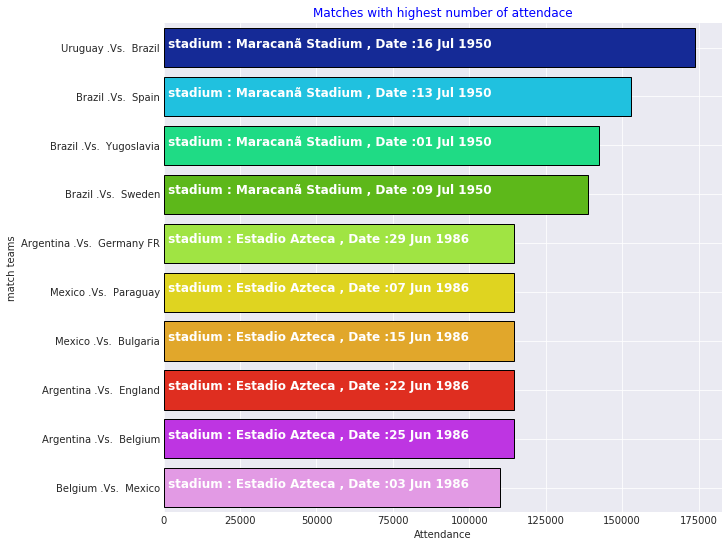 Matches with highest number of attendace
match teams
Uruguay .Vs.  Brazil
stadium : Maracanã Stadium , Date :16 Jul 1950
Brazil .Vs.  Spain
stadium : Maracanã Stadium , Date :13 Jul 1950
Brazil .Vs.  Yugoslavia
stadium : Maracanã Stadium , Date :01 Jul 1950
Brazil .Vs.  Sweden
stadium : Maracanã Stadium , Date :09 Jul 1950
Argentina .Vs.  Germany FR
stadium : Estadio Azteca , Date :29 Jun 1986
Mexico .Vs.  Paraguay
stadium : Estadio Azteca , Date :07 Jun 1986
Mexico .Vs.  Bulgaria
stadium : Estadio Azteca , Date :15 Jun 1986
Argentina .Vs.  England
stadium : Estadio Azteca , Date :22 Jun 1986
Argentina .Vs.  Belgium
stadium : Estadio Azteca , Date :25 Jun 1986
Belgium .Vs.  Mexico
stadium : Estadio Azteca , Date :03 Jun 1986
0 25000 50000 75000 100000 125000 150000 175000
Attendance